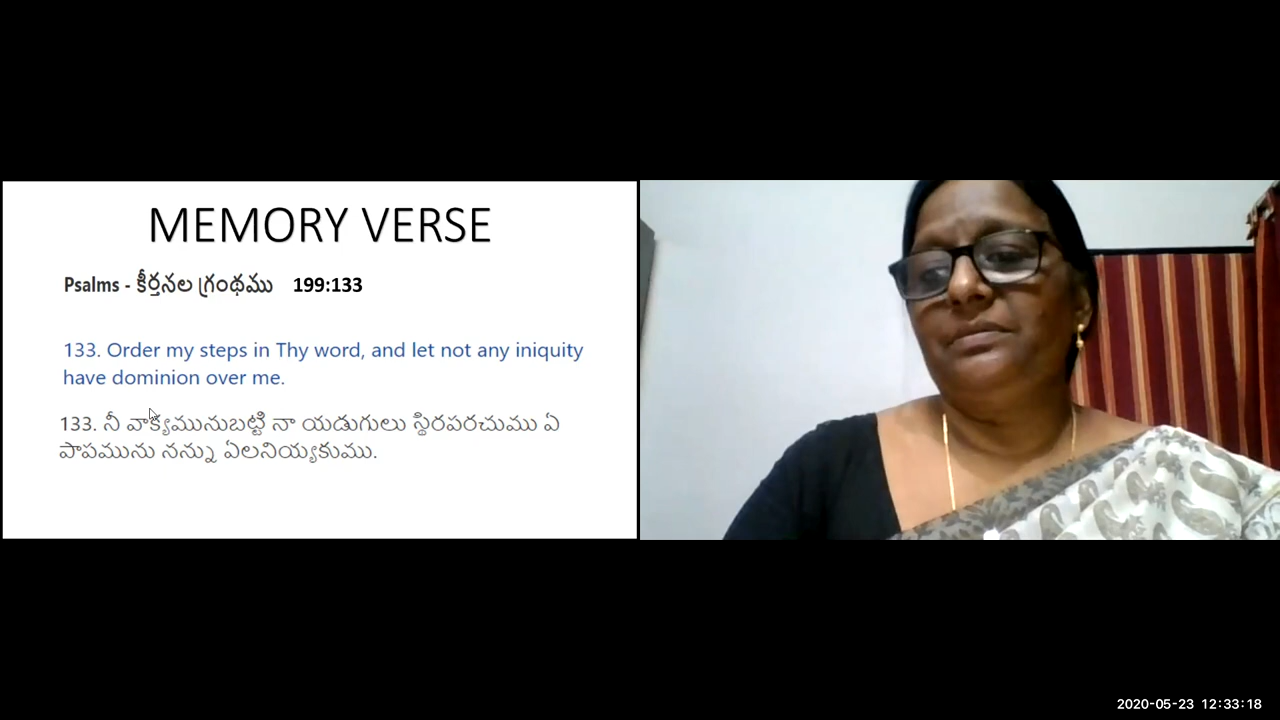 MEMORY VERSE
Psalms - కీర్తనల గ్రంథము 199:133
133. Order my steps in Thy word, and let not any iniquity
have dominion over me.
133. నీ వాక్యమునుబట్టి నా యడుగులు స్థిరపరచుము ఏ
పాపమును నన్ను ఏలనియ్యకుము.
2020-05-23 12:33:18